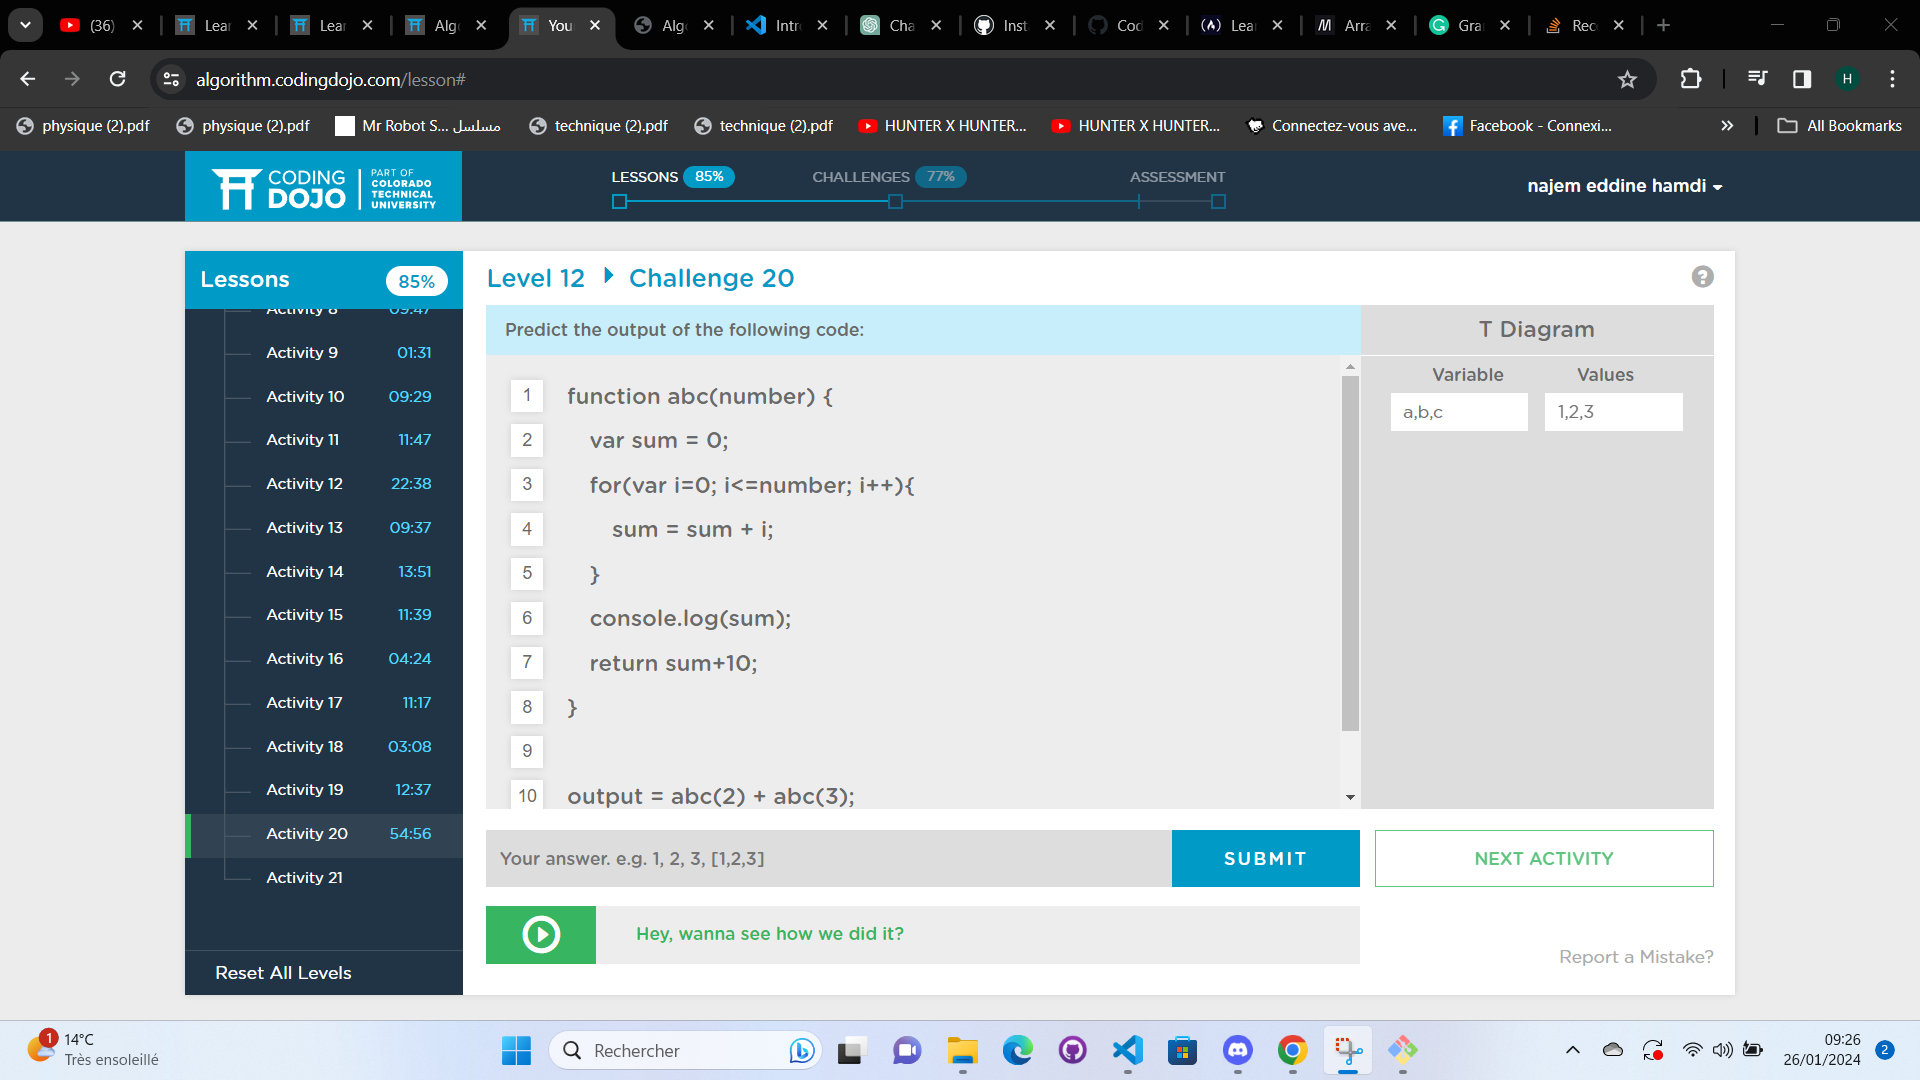 (36)
Lear
Lear
Algo
You
Algo
Intr
Cha
Inst
Cod
Lea
Arra
Gra
Rec
algorithm.codingdojo.com/lesson#
H
physique (2).pdf
physique (2).pdf
Mr Robot S... مسلسل
technique (2).pdf
technique (2).pdf
HUNTER X HUNTER...
HUNTER X HUNTER...
Connectez-vous ave...
Facebook - Connexi...
All Bookmarks
CODING DOJO
PART OF COLORADO TECHNICAL UNIVERSITY
LESSONS 85%
CHALLENGES 77%
ASSESSMENT
najem eddine hamdi
Lessons 85%
Activity 8 09:47
Activity 9 01:31
Activity 10 09:29
Activity 11 11:47
Activity 12 22:38
Activity 13 09:37
Activity 14 13:51
Activity 15 11:39
Activity 16 04:24
Activity 17 11:17
Activity 18 03:08
Activity 19 12:37
Activity 20 54:56
Activity 21
Reset All Levels
Level 12 Challenge 20
?
Predict the output of the following code:
1 function abc(number) {
2 var sum = 0;
3 for(var i=0; i<=number; i++){
4 sum = sum + i;
5 }
6 console.log(sum);
7 return sum+10;
8 }
9
10 output = abc(2) + abc(3);
T Diagram
Variable Values
a,b,c 1,2,3
Your answer. e.g. 1, 2, 3, [1,2,3]
SUBMIT
NEXT ACTIVITY
Hey, wanna see how we did it?
Report a Mistake?
1
14°C
Très ensoleillé
Rechercher
09:26
26/01/2024
2